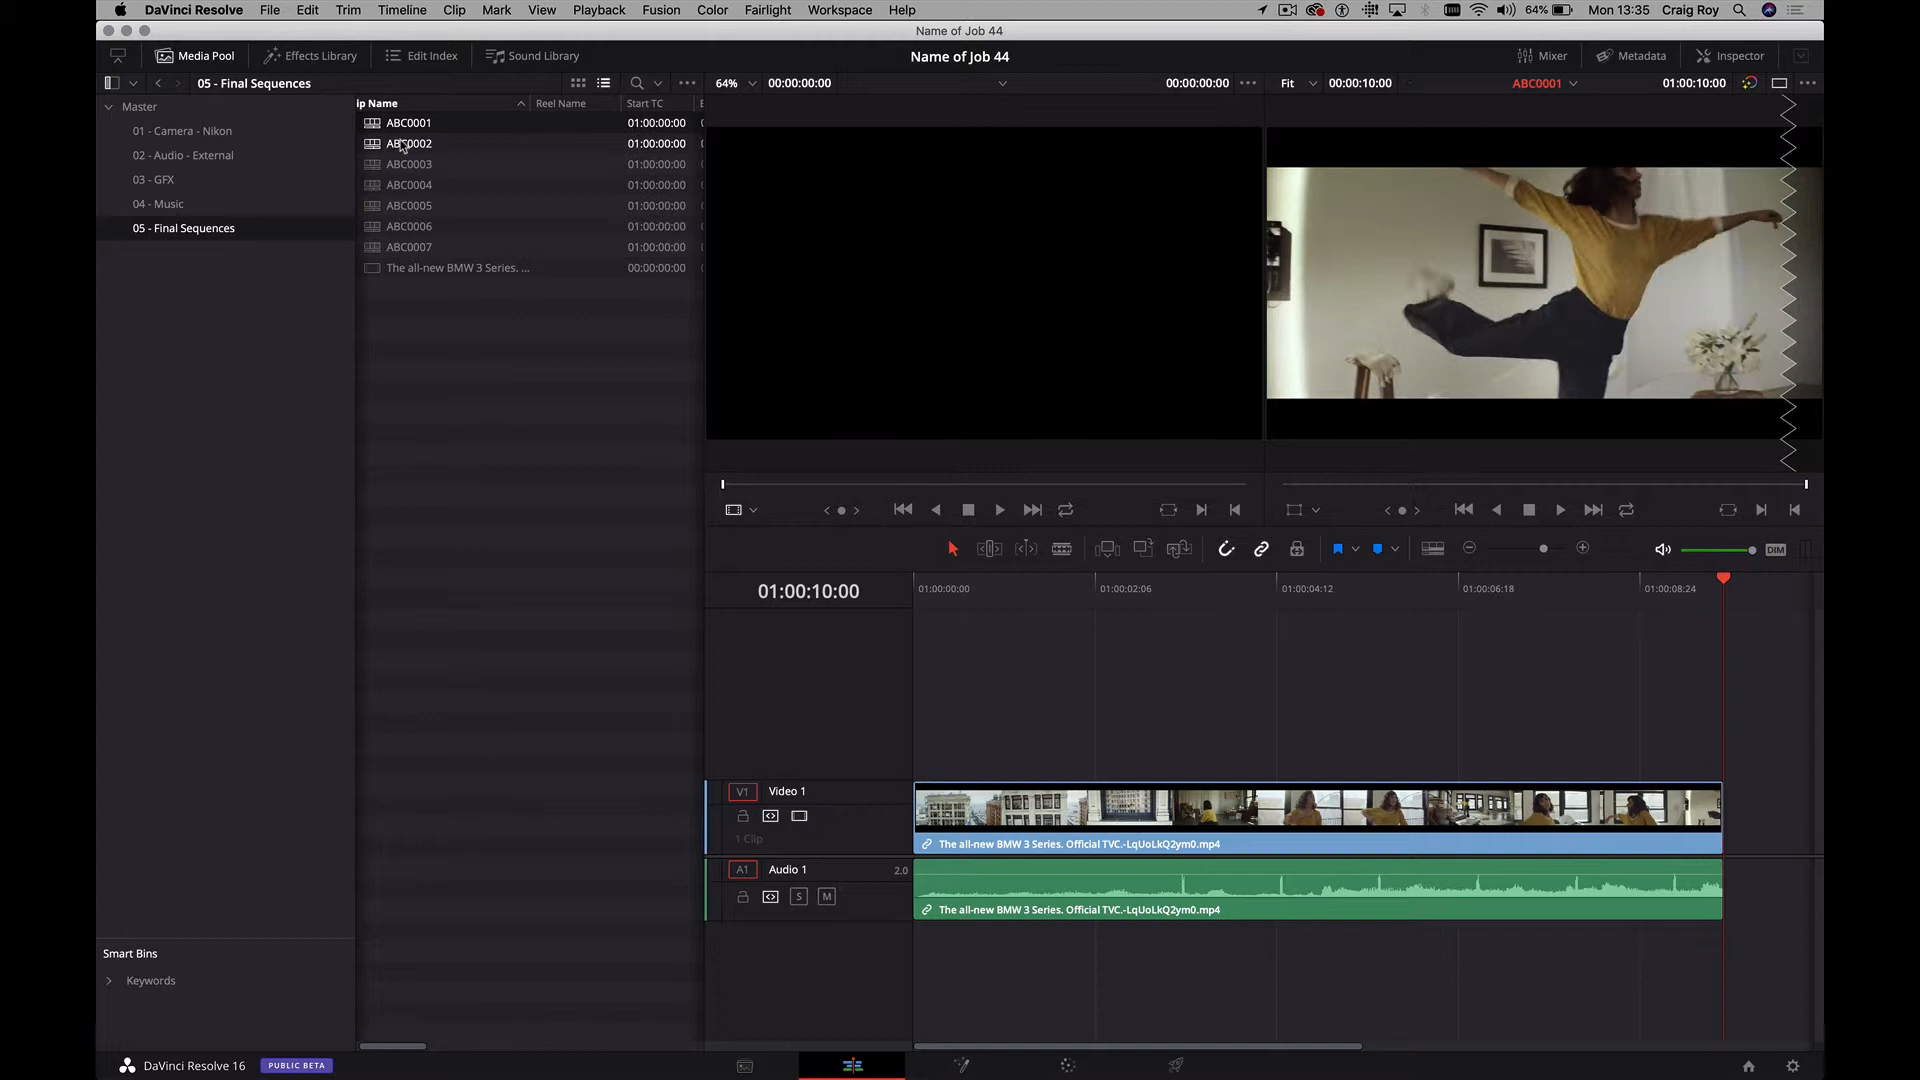 DaVinci Resolve File Edit Trim Timeline Clip Mark View Playback Fusion Color Fairlight Workspace Help 64% Mon 13:35 Craig Roy
Name of Job 44
Media Pool Effects Library Edit Index Sound Library Name of Job 44 Mixer Metadata Inspector
05 - Final Sequences 64% 00:00:00:00 00:00:00:00 Fit 00:00:10:00 ABC0001 01:00:10:00
Master
01 - Camera - Nikon
02 - Audio - External
03 - GFX
04 - Music
05 - Final Sequences
ip Name Reel Name Start TC
ABC0001 01:00:00:00
ABC0002 01:00:00:00
ABC0003 01:00:00:00
ABC0004 01:00:00:00
ABC0005 01:00:00:00
ABC0006 01:00:00:00
ABC0007 01:00:00:00
The all-new BMW 3 Series. ... 00:00:00:00
DIM
01:00:10:00 01:00:00:00 01:00:02:06 01:00:04:12 01:00:06:18 01:00:08:24
V1 Video 1
1 Clip
The all-new BMW 3 Series. Official TVC.-LqUoLkQ2ym0.mp4
A1 Audio 1 2.0
S M
The all-new BMW 3 Series. Official TVC.-LqUoLkQ2ym0.mp4
Smart Bins
Keywords
DaVinci Resolve 16 PUBLIC BETA